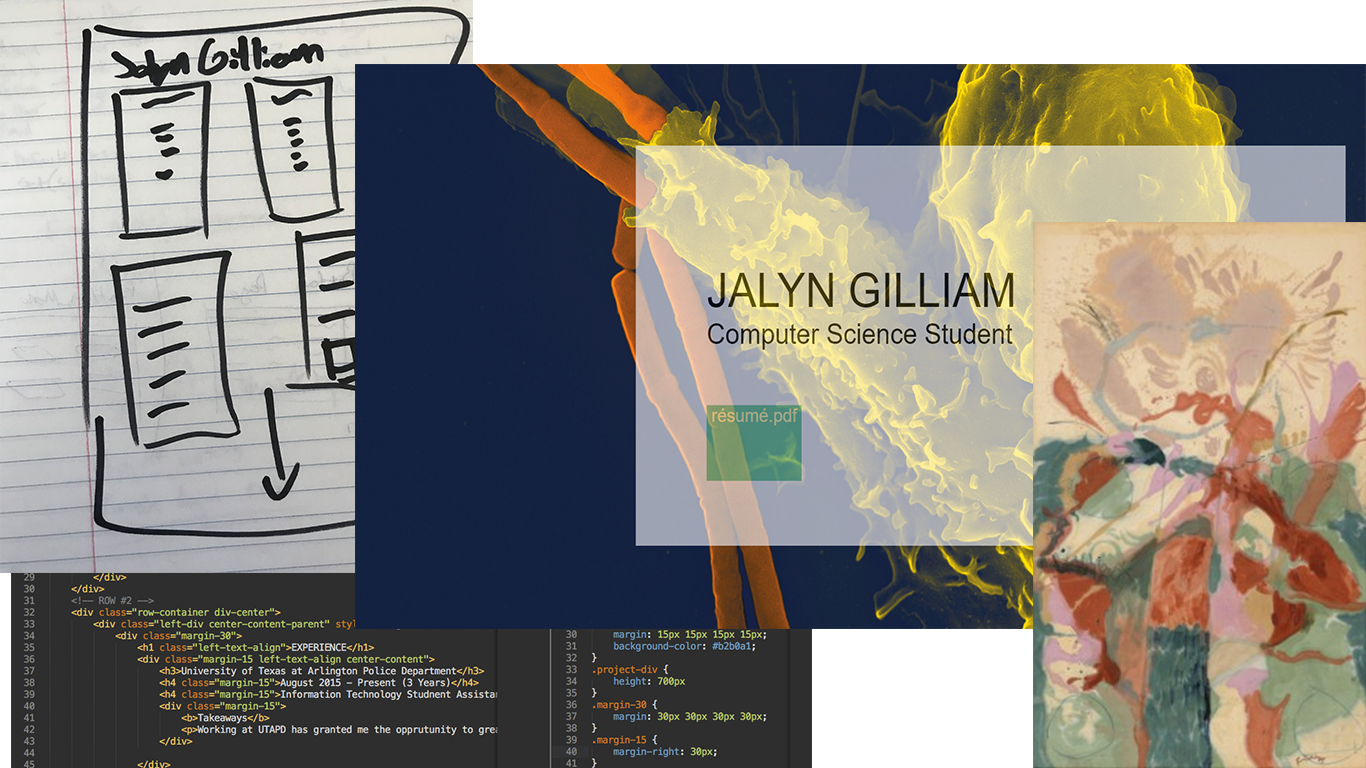 Jalyn Gilliam
JALYN GILLIAM
Computer Science Student
résumé.pdf
29 </div>
30 </div>
31 <!-- ROW #2 -->
32 <div class="row-container div-center">
33 <div class="left-div center-content-parent" styl
34 <div class="margin-30">
35 <h1 class="left-text-align">EXPERIENCE</h1>
36 <div class="margin-15 left-text-align center-content">
37 <h3>University of Texas at Arlington Police Department</h3>
38 <h4 class="margin-15">August 2015 – Present (3 Years)</h4>
39 <h4 class="margin-15">Information Technology Student Assistan
40 <div class="margin-15">
41 <b>Takeaways</b>
42 <p>Working at UTAPD has granted me the opprutunity to grea
43 </div>
44
45 </div>
30 margin: 15px 15px 15px 15px;
31 background-color: #b2b0a1;
32 }
33 .project-div {
34 height: 700px
35 }
36 .margin-30 {
37 margin: 30px 30px 30px 30px;
38 }
39 .margin-15 {
40 margin-right: 30px;
41 }